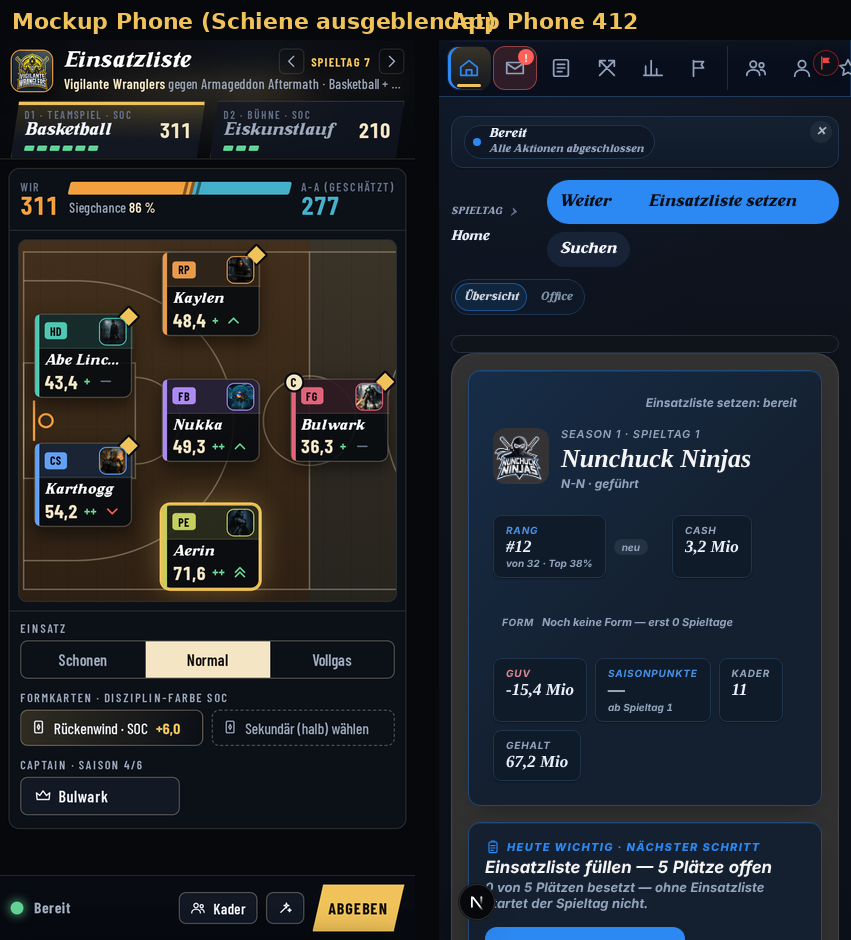 Mockup Phone (Schiene ausgeblendet)
App Phone 412
Einsatzliste
SPIELTAG 7
Vigilante Wranglers gegen Armageddon Aftermath · Basketball + ...
D1 · TEAMSPIEL · SOC
Basketball
311
D2 · BÜHNE · SOC
Eiskunstlauf
210
WIR
311
Siegchance 86 %
A-A (GESCHÄTZT)
277
RP
Kaylen
48,4 +
HD
Abe Linc...
43,4 + —
FB
Nukka
49,3 ++
C
FG
Bulwark
36,3 + —
CS
Karthogg
54,2 ++
PE
Aerin
71,6 ++
EINSATZ
Schonen
Normal
Vollgas
FORMKARTEN · DISZIPLIN-FARBE SOC
Rückenwind · SOC +6,0
Sekundär (halb) wählen
CAPTAIN · SAISON 4/6
Bulwark
Bereit
Kader
ABGEBEN
!
Bereit
Alle Aktionen abgeschlossen
×
SPIELTAG >
Home
Weiter
Einsatzliste setzen
Suchen
Übersicht
Office
Einsatzliste setzen: bereit
NUNCHUCK
NINJAS
SEASON 1 · SPIELTAG 1
Nunchuck Ninjas
N-N · geführt
RANG
#12
von 32 · Top 38%
neu
CASH
3,2 Mio
FORM Noch keine Form — erst 0 Spieltage
GUV
-15,4 Mio
SAISONPUNKTE
—
ab Spieltag 1
KADER
11
GEHALT
67,2 Mio
HEUTE WICHTIG · NÄCHSTER SCHRITT
Einsatzliste füllen — 5 Plätze offen
0 von 5 Plätzen besetzt — ohne Einsatzliste
startet der Spieltag nicht.
N